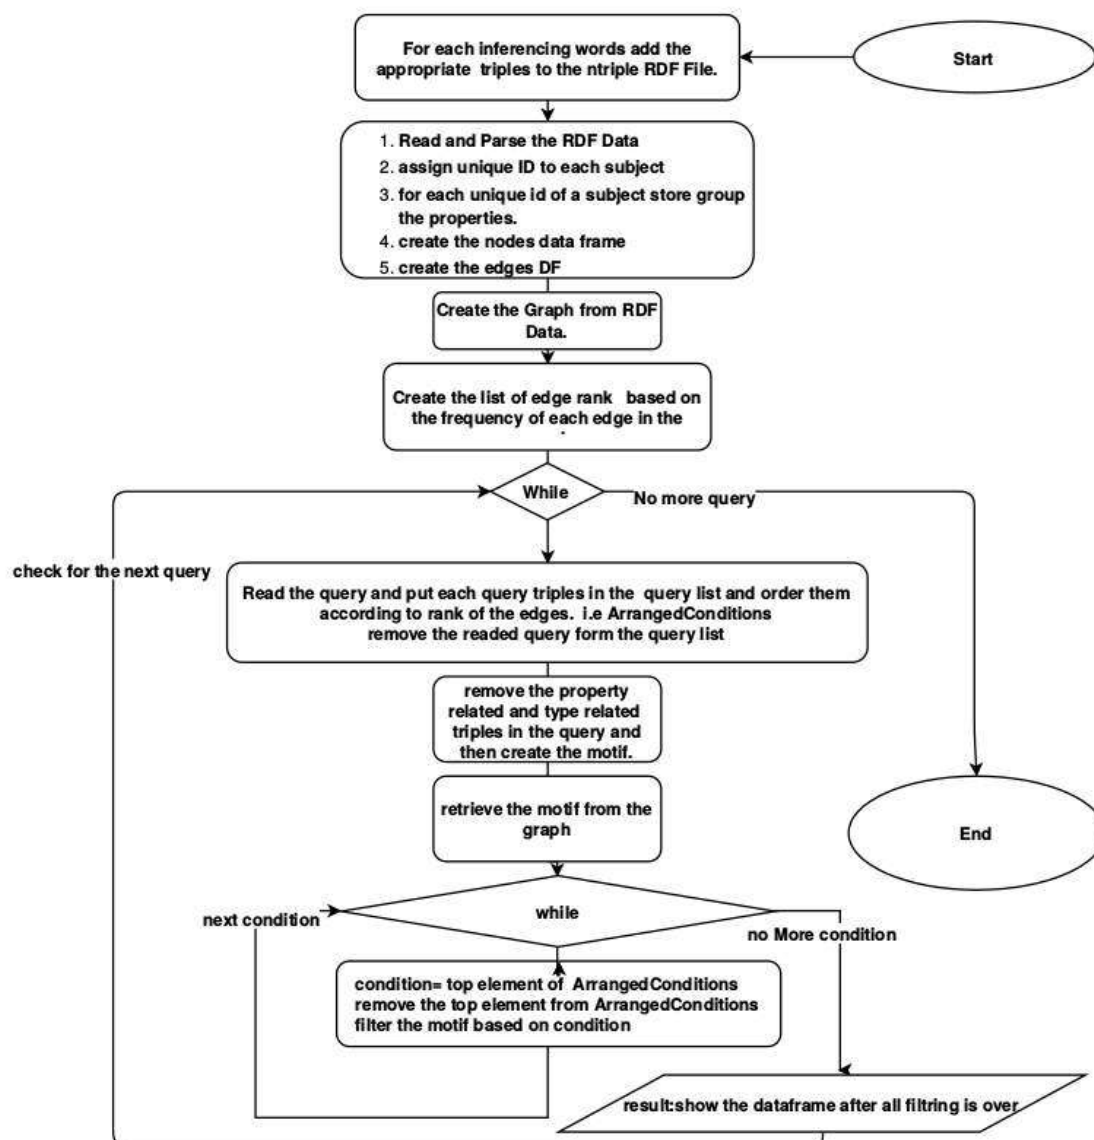 Start
For each inferencing words add the
appropriate triples to the ntriple RDF File.
1. Read and Parse the RDF Data
2. assign unique ID to each subject
3. for each unique id of a subject store group
the properties.
4. create the nodes data frame
5. create the edges DF
Create the Graph from RDF
Data.
Create the list of edge rank based on
the frequency of each edge in the
While
No more query
check for the next query
Read the query and put each query triples in the query list and order them
according to rank of the edges. i.e ArrangedConditions
remove the readed query form the query list
remove the property
related and type related
triples in the query and
then create the motif.
retrieve the motif from the
graph
End
while
next condition
no More condition
condition= top element of ArrangedConditions
remove the top element from ArrangedConditions
filter the motif based on condition
result:show the dataframe after all filtring is over